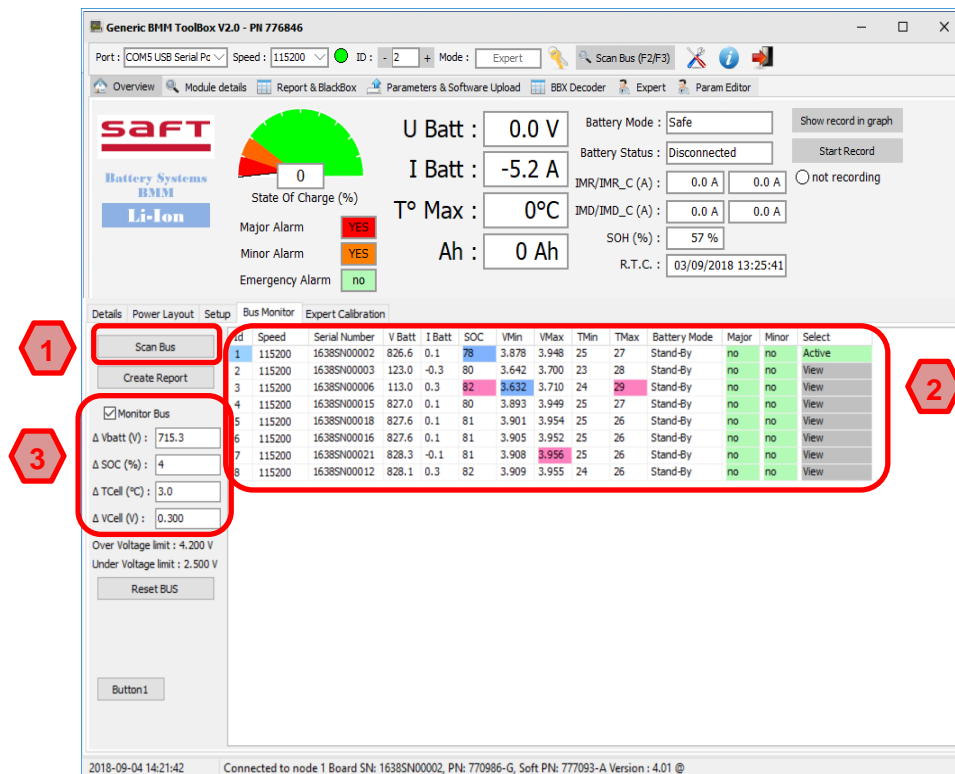 Generic BMM ToolBox V2.0 - PN 776846
Port : COM5 USB Serial Pc Speed : 115200 ID : - 2 + Mode : Expert Scan Bus (F2/F3)
Overview Module details Report & BlackBox Parameters & Software Upload BBX Decoder Expert Param Editor
saft
Battery Systems
BMM
Li-Ion
0
State Of Charge (%)
Major Alarm YES
Minor Alarm YES
Emergency Alarm no
U Batt : 0.0 V
I Batt : -5.2 A
T° Max : 0°C
Ah : 0 Ah
Battery Mode : Safe
Battery Status : Disconnected
IMR/IMR_C (A) : 0.0 A 0.0 A
IMD/IMD_C (A) : 0.0 A 0.0 A
SOH (%) : 57 %
R.T.C. : 03/09/2018 13:25:41
Show record in graph
Start Record
not recording
Details Power Layout Setup Bus Monitor Expert Calibration
1
Scan Bus
Create Report
3
Monitor Bus
Δ Vbatt (V) : 715.3
Δ SOC (%) : 4
Δ TCell (°C) : 3.0
Δ VCell (V) : 0.300
Over Voltage limit : 4.200 V
Under Voltage limit : 2.500 V
Reset BUS
Button1
2
Id Speed Serial Number V Batt I Batt SOC VMin VMax TMin TMax Battery Mode Major Minor Select
1 115200 1638SN00002 826.6 0.1 78 3.878 3.948 25 27 Stand-By no no Active
2 115200 1638SN00003 123.0 -0.3 80 3.642 3.700 23 28 Stand-By no no View
3 115200 1638SN00006 113.0 0.3 82 3.632 3.710 24 29 Stand-By no no View
4 115200 1638SN00015 827.0 0.1 80 3.893 3.949 25 27 Stand-By no no View
5 115200 1638SN00018 827.6 0.1 81 3.901 3.954 25 26 Stand-By no no View
6 115200 1638SN00016 827.6 0.1 81 3.905 3.952 25 26 Stand-By no no View
7 115200 1638SN00021 828.3 -0.1 81 3.908 3.956 25 26 Stand-By no no View
8 115200 1638SN00012 828.1 0.3 82 3.909 3.955 24 26 Stand-By no no View
2018-09-04 14:21:42 Connected to node 1 Board SN: 1638SN00002, PN: 770986-G, Soft PN: 777093-A Version : 4.01 @